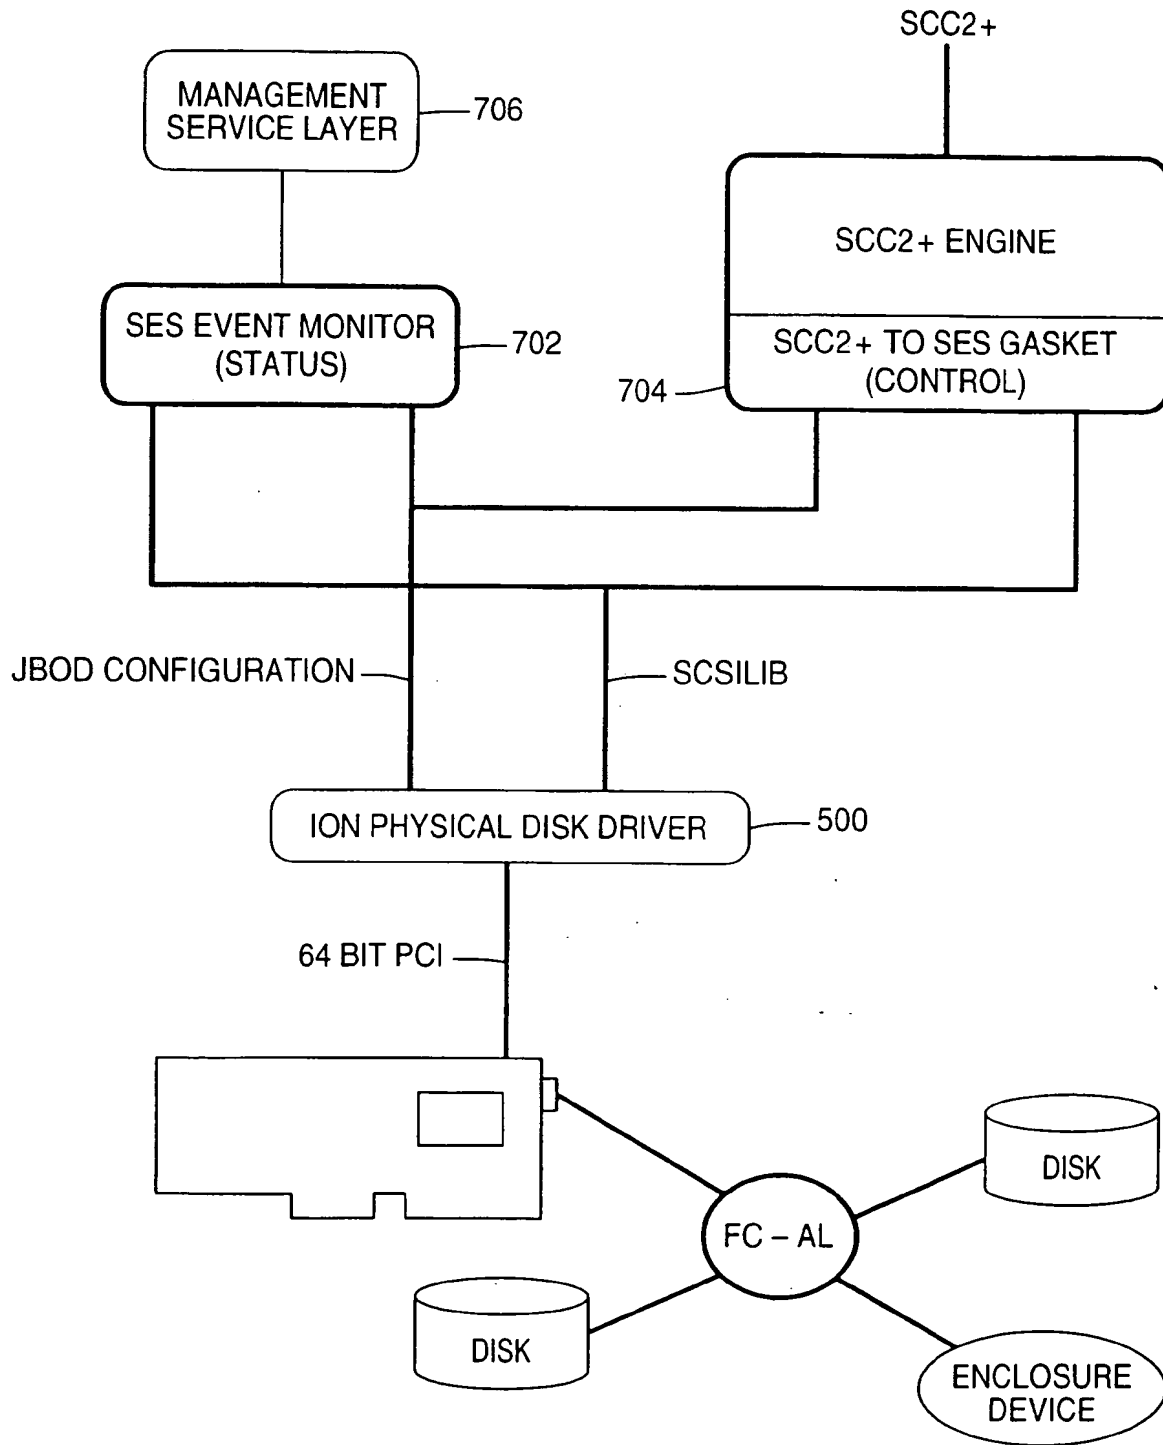 SCC2+
MANAGEMENT
SERVICE LAYER
706
SCC2+ ENGINE
SES EVENT MONITOR
(STATUS)
702
SCC2+ TO SES GASKET
(CONTROL)
704
JBOD CONFIGURATION
SCSILIB
ION PHYSICAL DISK DRIVER
500
64 BIT PCI
DISK
FC – AL
DISK
ENCLOSURE
DEVICE